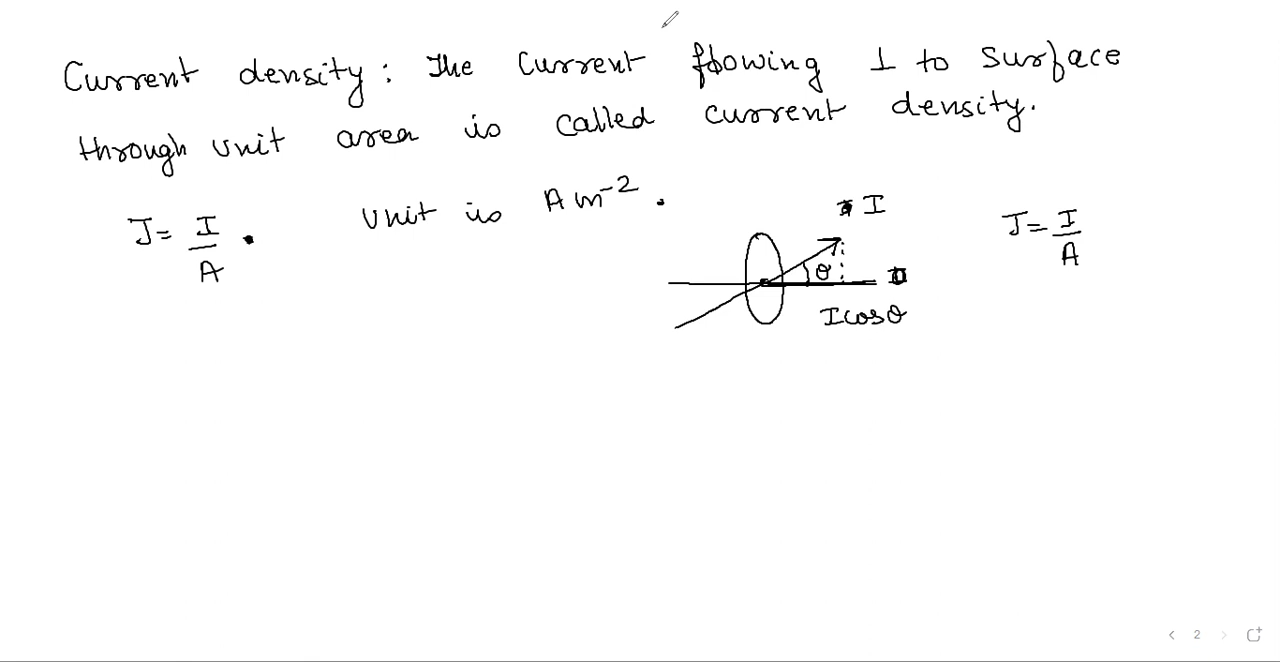 Current density: The Current flowing ⊥ to surface
through unit area is called current density.
J = I/A . unit is A m⁻² .
I
J = I/A
θ
I cosθ
2